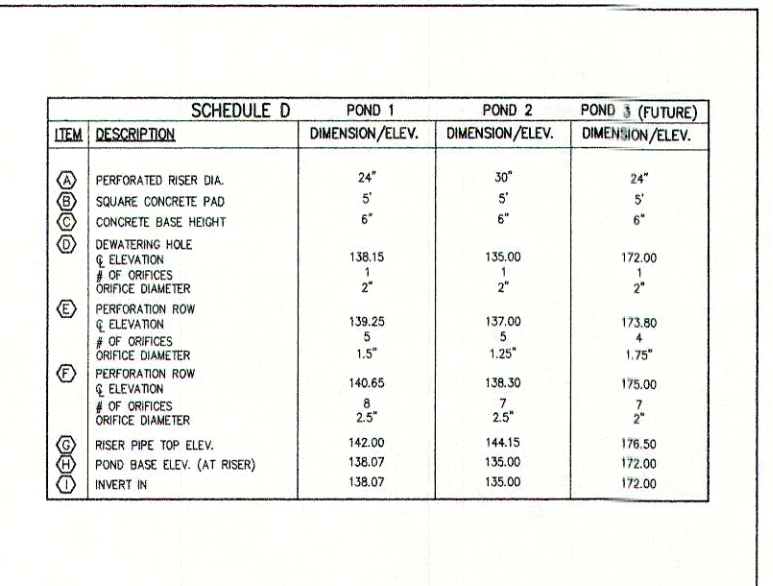 SCHEDULE D POND 1 POND 2 POND 3 (FUTURE)
ITEM DESCRIPTION DIMENSION/ELEV. DIMENSION/ELEV. DIMENSION/ELEV.
A PERFORATED RISER DIA. 24" 30" 24"
B SQUARE CONCRETE PAD 5' 5' 5'
C CONCRETE BASE HEIGHT 6" 6" 6"
D DEWATERING HOLE
℄ ELEVATION 138.15 135.00 172.00
# OF ORIFICES 1 1 1
ORIFICE DIAMETER 2" 2" 2"
E PERFORATION ROW
℄ ELEVATION 139.25 137.00 173.80
# OF ORIFICES 5 5 4
ORIFICE DIAMETER 1.5" 1.25" 1.75"
F PERFORATION ROW
℄ ELEVATION 140.65 138.30 175.00
# OF ORIFICES 8 7 7
ORIFICE DIAMETER 2.5" 2.5" 2"
G RISER PIPE TOP ELEV. 142.00 144.15 176.50
H POND BASE ELEV. (AT RISER) 138.07 135.00 172.00
I INVERT IN 138.07 135.00 172.00